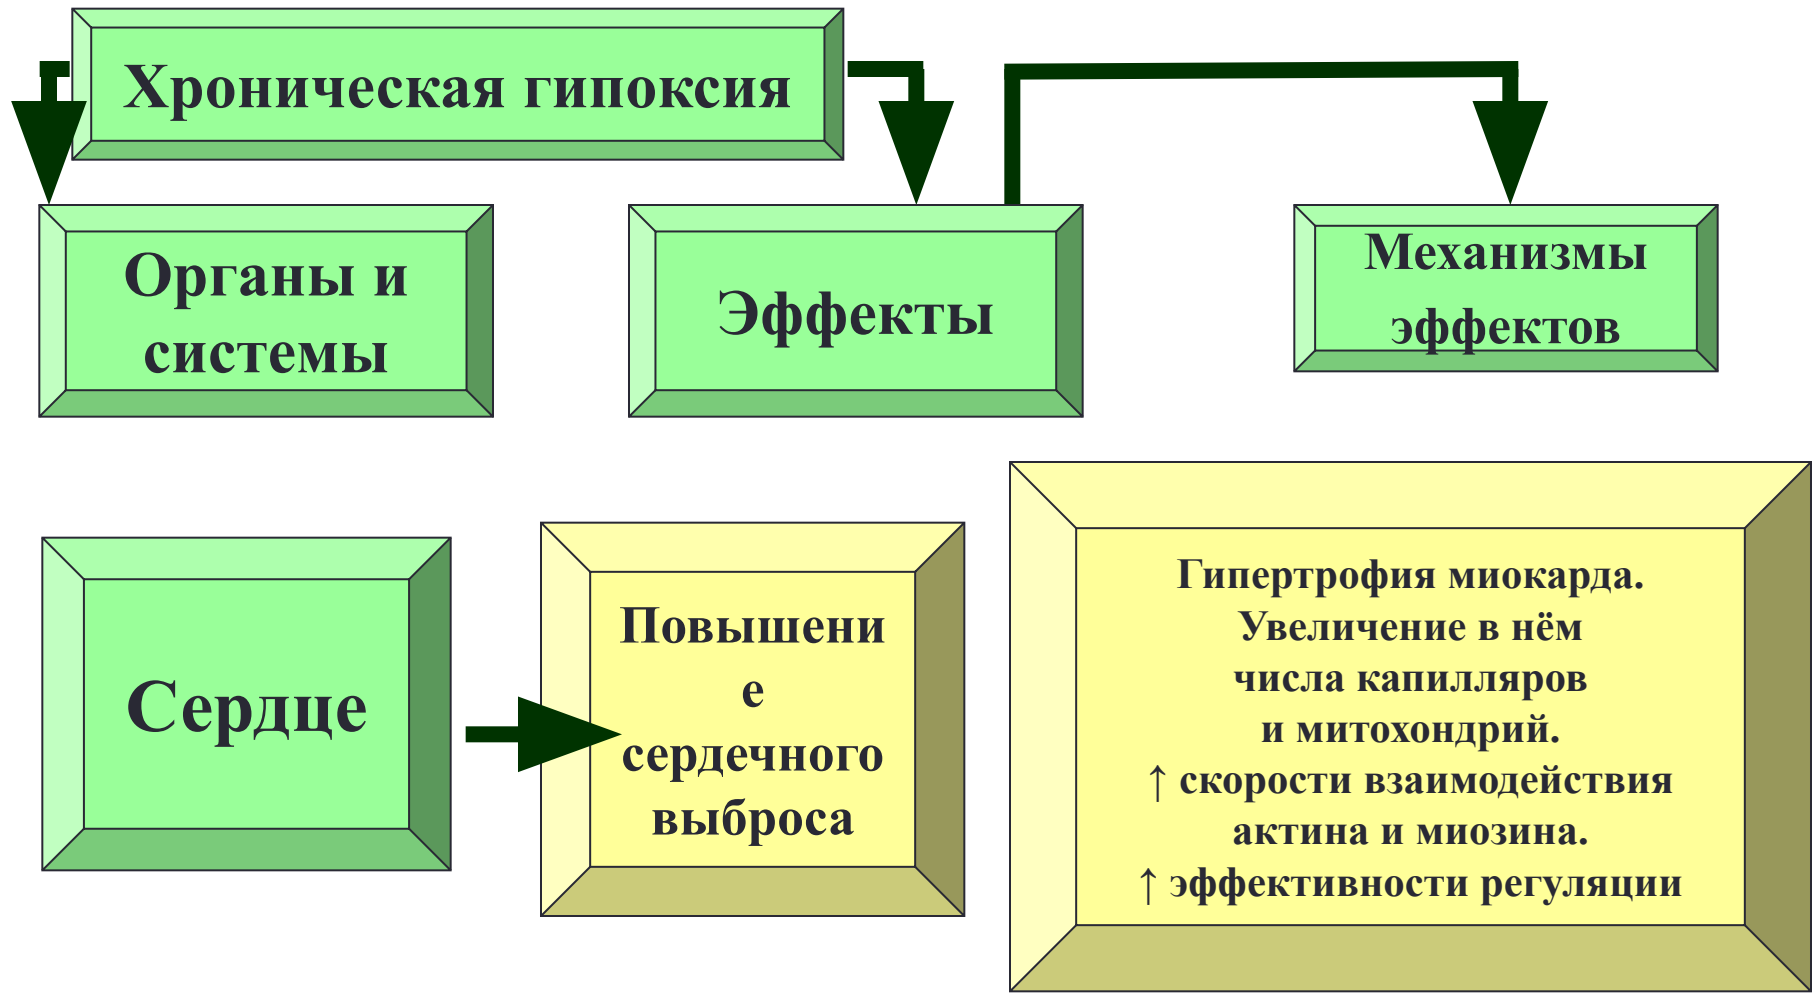 Хроническая гипоксия
Органы и
системы
Эффекты
Механизмы
эффектов
Сердце
Повышени
е
сердечного
выброса
Гипертрофия миокарда.
Увеличение в нём
числа капилляров
и митохондрий.
↑ скорости взаимодействия
актина и миозина.
↑ эффективности регуляции